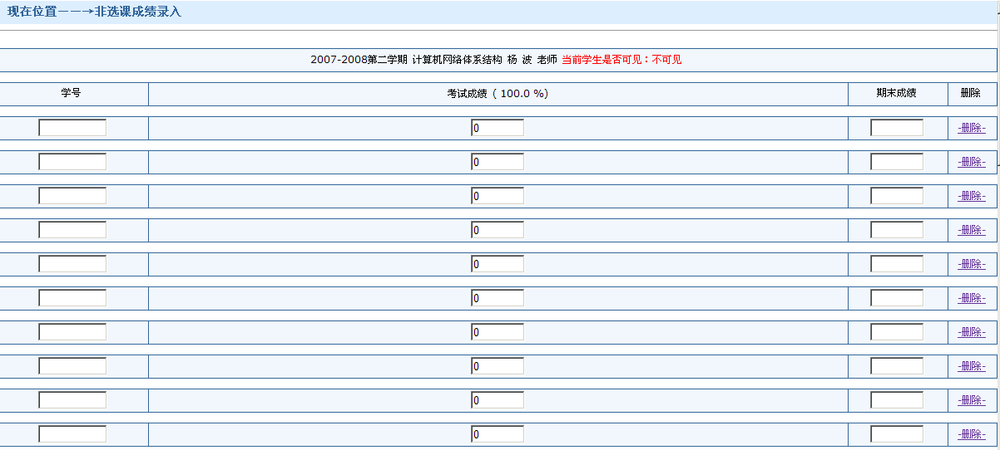 现在位置－－→非选课成绩录入
2007-2008第二学期 计算机网络体系结构 杨 波 老师 当前学生是否可见：不可见
学号 考试成绩（ 100.0 %） 期末成绩 删除
0 -删除-
0 -删除-
0 -删除-
0 -删除-
0 -删除-
0 -删除-
0 -删除-
0 -删除-
0 -删除-
0 -删除-